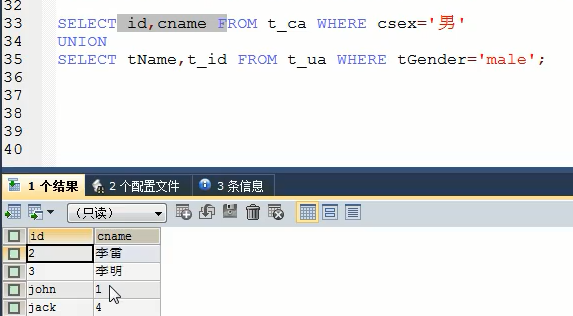 32
33 SELECT id,cname FROM t_ca WHERE csex='男'
34 UNION
35 SELECT tName,t_id FROM t_ua WHERE tGender='male';
36
37
38
39
40
1 个结果 2 个配置文件 3 条信息
(只读)
id cname
2 李雷
3 李明
john 1
jack 4